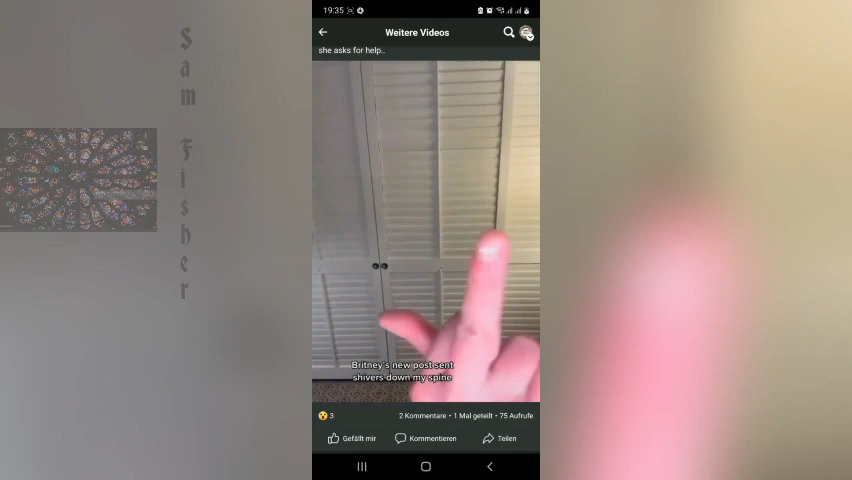 Sam Fisher
19:35
Weitere Videos
she asks for help..
Britney's new post sent
shivers down my spine
3
2 Kommentare • 1 Mal geteilt • 75 Aufrufe
Gefällt mir
Kommentieren
Teilen